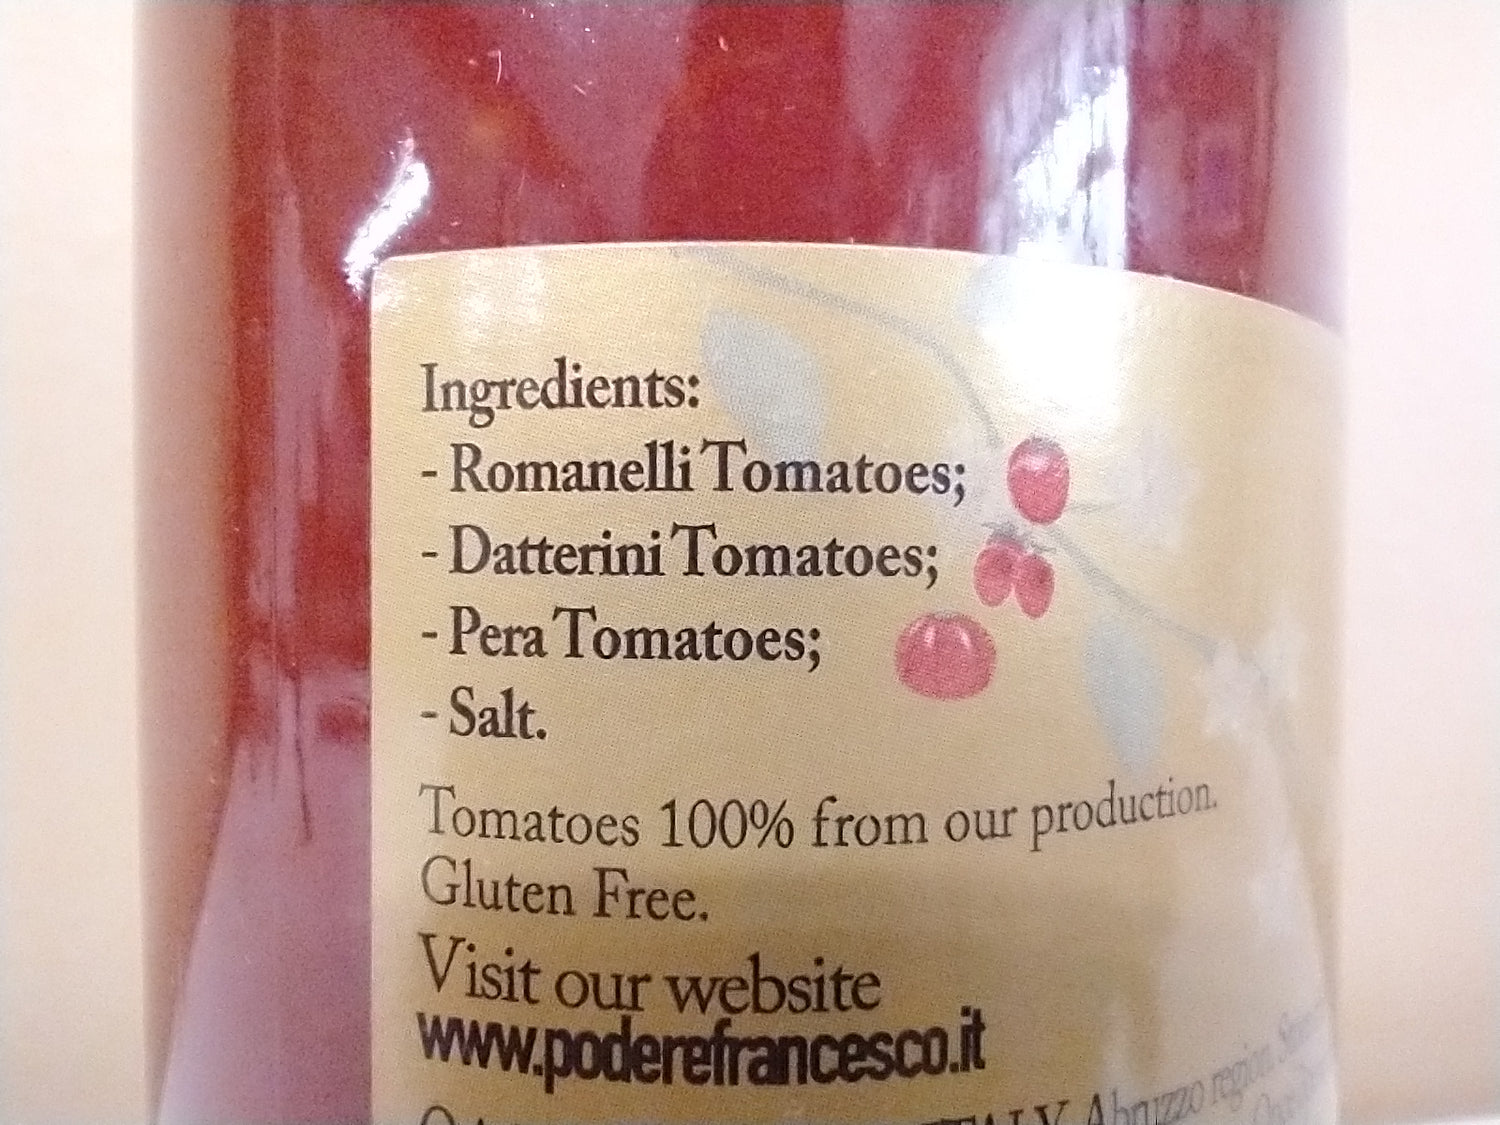 Ingredients:
- Romanelli Tomatoes;
- Datterini Tomatoes;
- Pera Tomatoes;
- Salt.
Tomatoes 100% from our production.
Gluten Free.
Visit our website
www.poderefrancesco.it
ITALY Abruzzo region